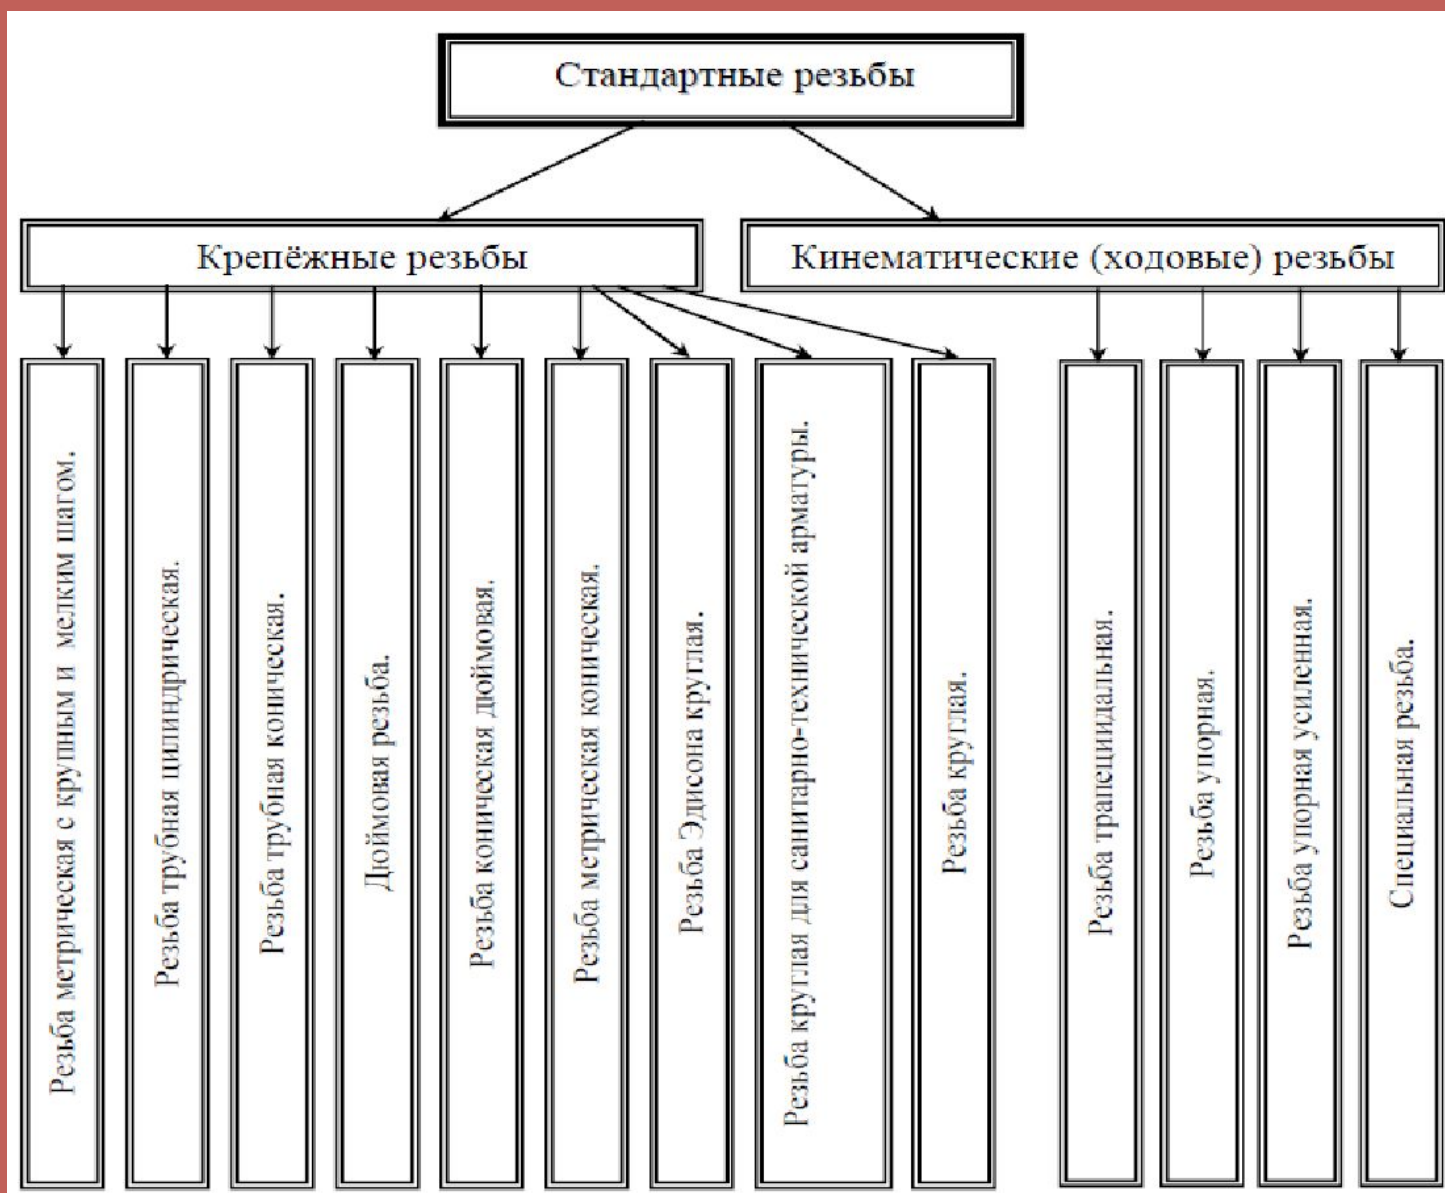 Стандартные резьбы
Крепёжные резьбы
Кинематические (ходовые) резьбы
Резьба метрическая с крупным и мелким шагом.
Резьба трубная цилиндрическая.
Резьба трубная коническая.
Дюймовая резьба.
Резьба коническая дюймовая.
Резьба метрическая коническая.
Резьба Эдисона круглая.
Резьба круглая для санитарно-технической арматуры.
Резьба круглая.
Резьба трапециидальная.
Резьба упорная.
Резьба упорная усиленная.
Специальная резьба.